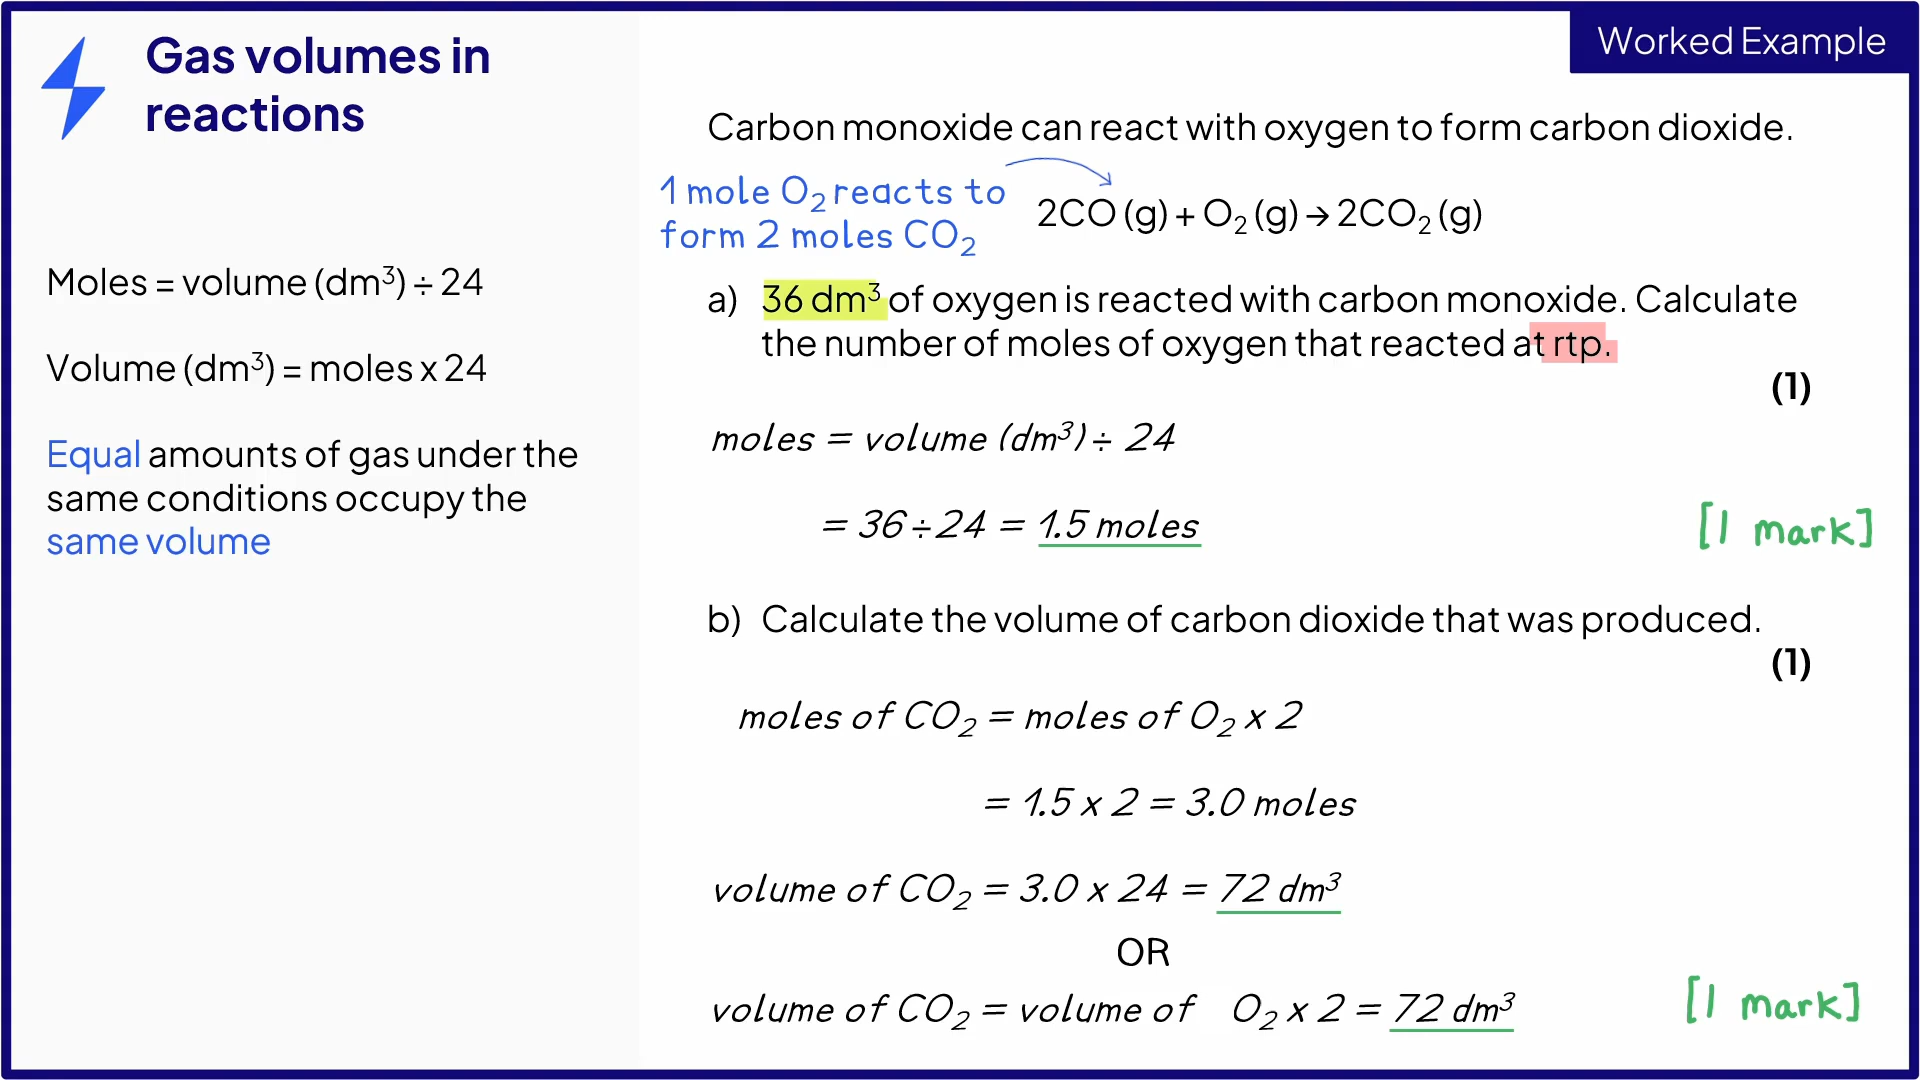 Gas volumes in
reactions
Moles = volume (dm³) ÷ 24
Volume (dm³) = moles x 24
Equal amounts of gas under the
same conditions occupy the
same volume
Worked Example
Carbon monoxide can react with oxygen to form carbon dioxide.
1 mole O₂ reacts to
form 2 moles CO₂
2CO (g) + O₂ (g) → 2CO₂ (g)
a) 36 dm³ of oxygen is reacted with carbon monoxide. Calculate
the number of moles of oxygen that reacted at rtp.
(1)
moles = volume (dm³) ÷ 24
= 36 ÷ 24 = 1.5 moles
[1 mark]
b) Calculate the volume of carbon dioxide that was produced.
(1)
moles of CO₂ = moles of O₂ x 2
= 1.5 x 2 = 3.0 moles
volume of CO₂ = 3.0 x 24 = 72 dm³
OR
volume of CO₂ = volume of O₂ x 2 = 72 dm³
[1 mark]